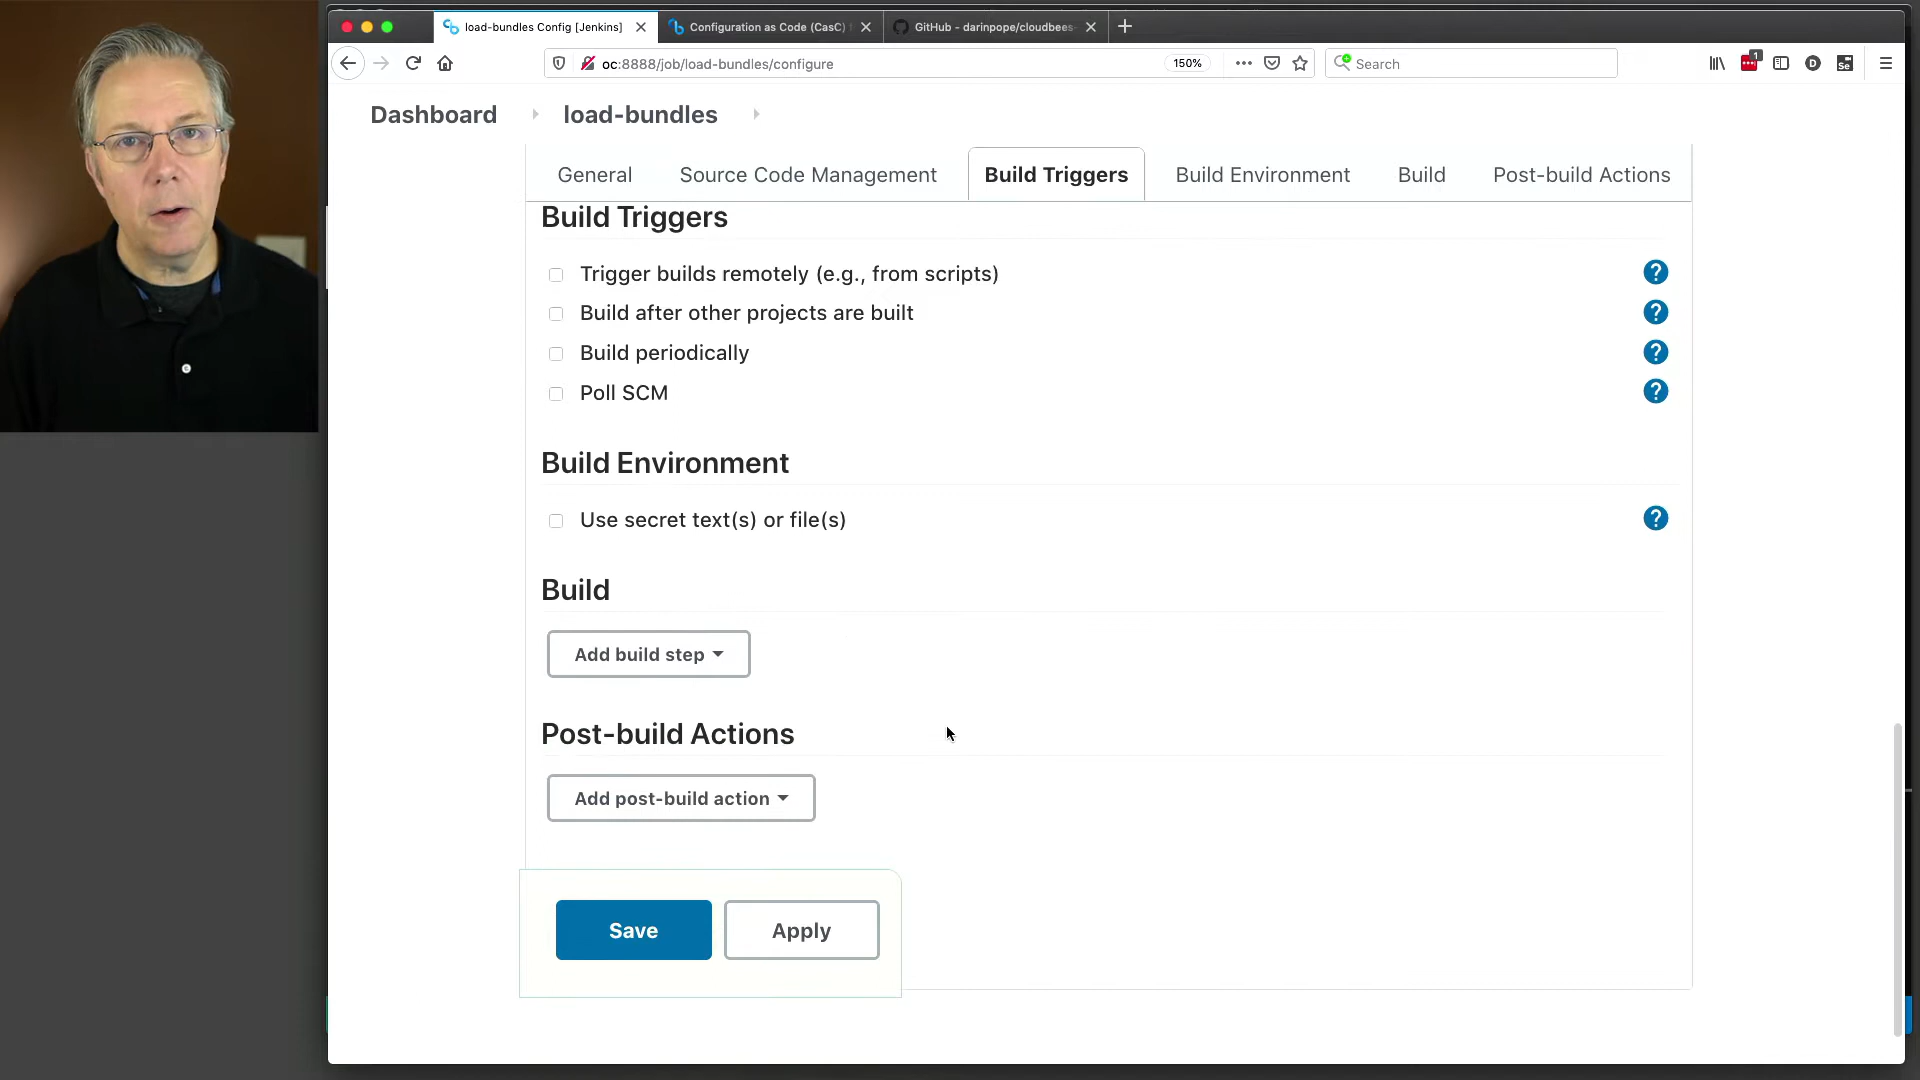 load-bundles Config [Jenkins]
Configuration as Code (CasC)
GitHub - darinpope/cloudbees-
oc:8888/job/load-bundles/configure
150%
Search
1
D
Se
Dashboard
load-bundles
General
Source Code Management
Build Triggers
Build Environment
Build
Post-build Actions
Build Triggers
Trigger builds remotely (e.g., from scripts)
?
Build after other projects are built
?
Build periodically
?
Poll SCM
?
Build Environment
Use secret text(s) or file(s)
?
Build
Add build step
Post-build Actions
Add post-build action
Save
Apply